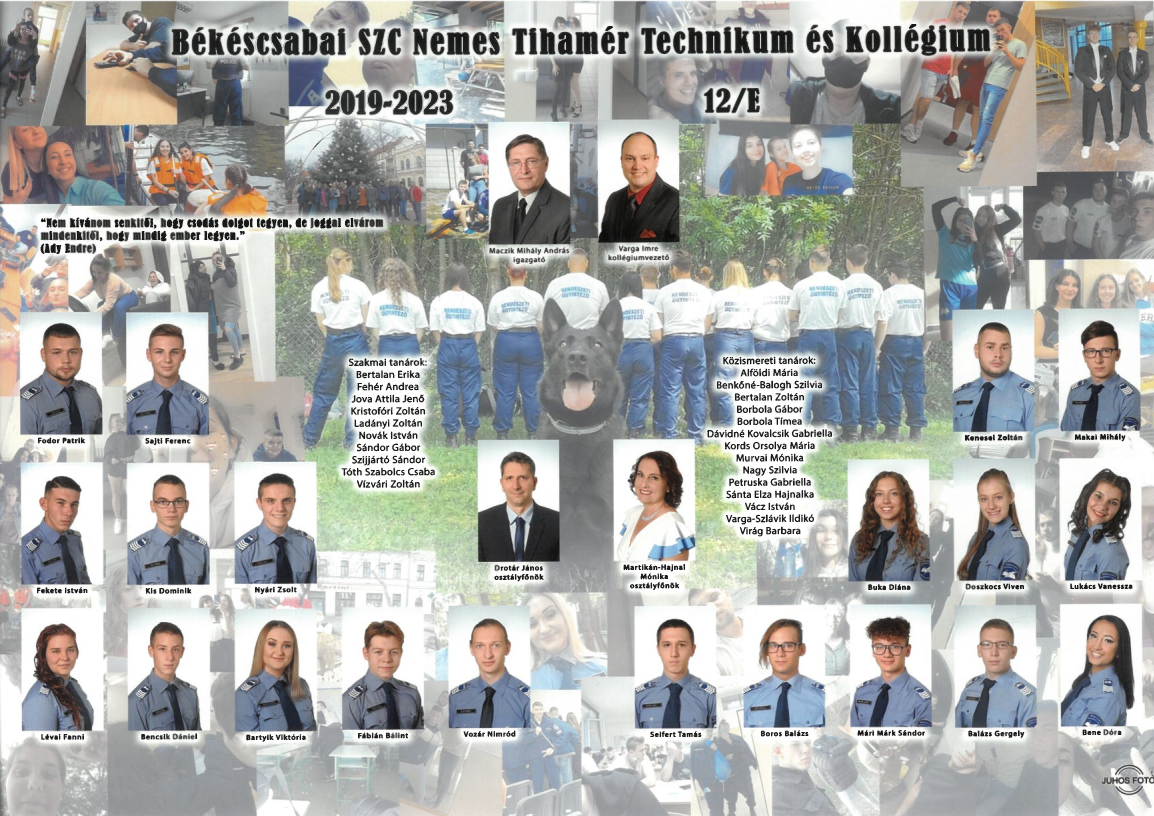 Békéscsabai SZC Nemes Tihamér Technikum és Kollégium
2019-2023
12/E
"Nem kívánom senkitől, hogy csodás dolgot tegyen, de joggal elvárom
mindenkitől, hogy mindig ember legyen."
(Ady Endre)
Maczik Mihály András
igazgató
Varga Imre
kollégiumvezető
Szakmai tanárok:
Bertalan Erika
Fehér Andrea
Jova Attila Jenő
Kristofóri Zoltán
Ladányi Zoltán
Novák István
Sándor Gábor
Szijjártó Sándor
Tóth Szabolcs Csaba
Vízvári Zoltán
Közismereti tanárok:
Alföldi Mária
Benkőné-Balogh Szilvia
Bertalan Zoltán
Borbola Gábor
Borbola Tímea
Dávidné Kovalcsik Gabriella
Kords Orsolya Mária
Murvai Mónika
Nagy Szilvia
Petruska Gabriella
Sánta Elza Hajnalka
Vácz István
Varga-Szlávik Ildikó
Virág Barbara
Fodor Patrik
Sajti Ferenc
Kenesei Zoltán
Makai Mihály
Drotár János
osztályfőnök
Martikán-Hajnal
Mónika
osztályfőnök
Fekete István
Kis Dominik
Nyári Zsolt
Buka Diána
Doszkocs Viven
Lukács Vanessza
Lévai Fanni
Bencsik Dániel
Bartyik Viktória
Fábián Bálint
Vozár Nimród
Seifert Tamás
Boros Balázs
Mári Márk Sándor
Balázs Gergely
Bene Dóra
JUHOS FOTÓ